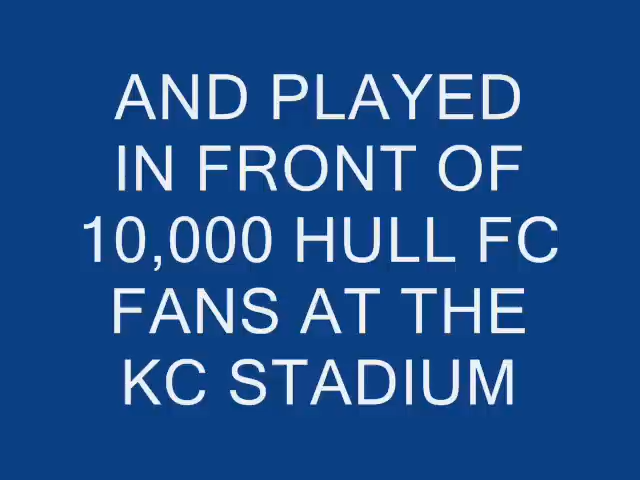 AND PLAYED
IN FRONT OF
10,000 HULL FC
FANS AT THE
KC STADIUM